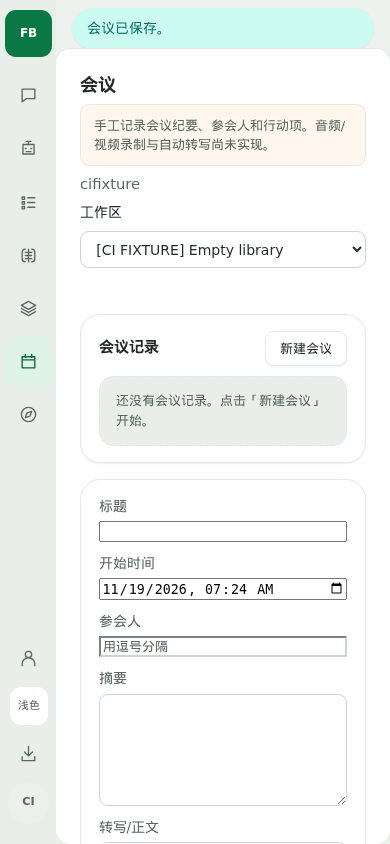 FB
会议已保存。
会议
手工记录会议纪要、参会人和行动项。音频/
视频录制与自动转写尚未实现。
cifixture
工作区
[CI FIXTURE] Empty library
会议记录
新建会议
还没有会议记录。点击「新建会议」
开始。
标题
开始时间
11/19/2026, 07:24 AM
参会人
用逗号分隔
摘要
转写/正文
浅色
CI